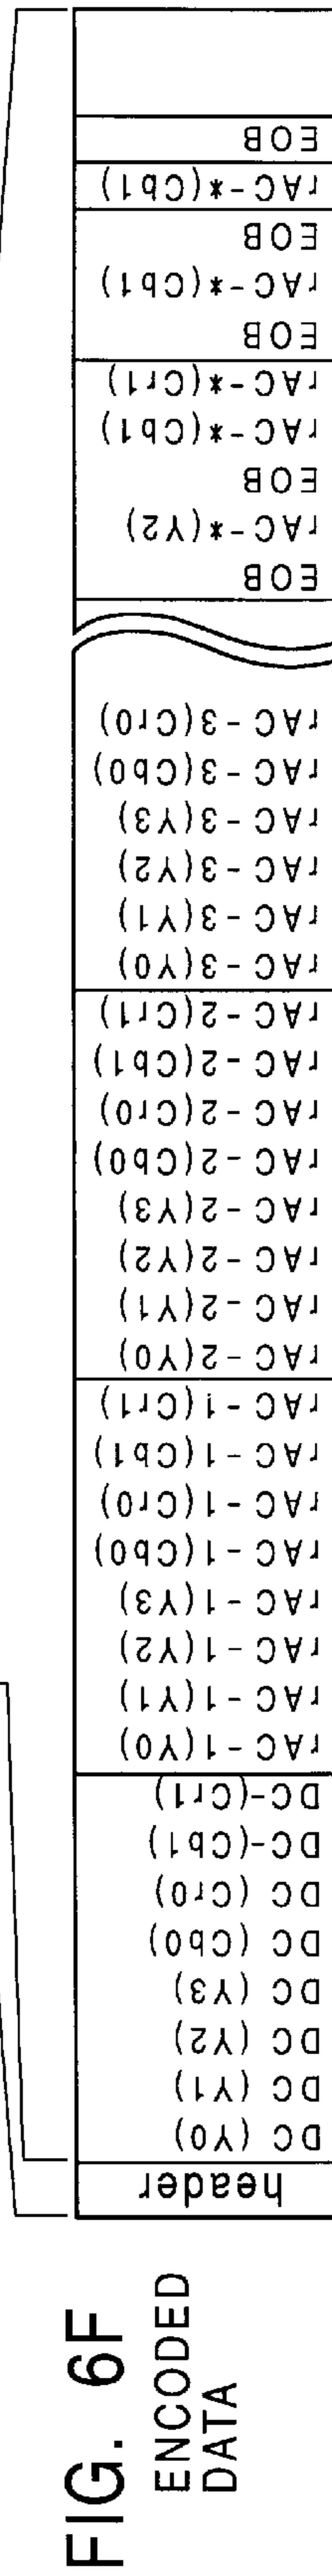 FIG. 6F
ENCODED
DATA
header
DC (Y0)
DC (Y1)
DC (Y2)
DC (Y3)
DC (Cb0)
DC (Cr0)
DC-(Cb1)
DC-(Cr1)
rAC-1(Y0)
rAC-1(Y1)
rAC-1(Y2)
rAC-1(Y3)
rAC-1(Cb0)
rAC-1(Cr0)
rAC-1(Cb1)
rAC-1(Cr1)
rAC-2(Y0)
rAC-2(Y1)
rAC-2(Y2)
rAC-2(Y3)
rAC-2(Cb0)
rAC-2(Cr0)
rAC-2(Cb1)
rAC-2(Cr1)
rAC-3(Y0)
rAC-3(Y1)
rAC-3(Y2)
rAC-3(Y3)
rAC-3(Cb0)
rAC-3(Cr0)
EOB
rAC-*(Y2)
EOB
rAC-*(Cb1)
rAC-*(Cr1)
EOB
rAC-*(Cb1)
EOB
rAC-*(Cb1)
EOB